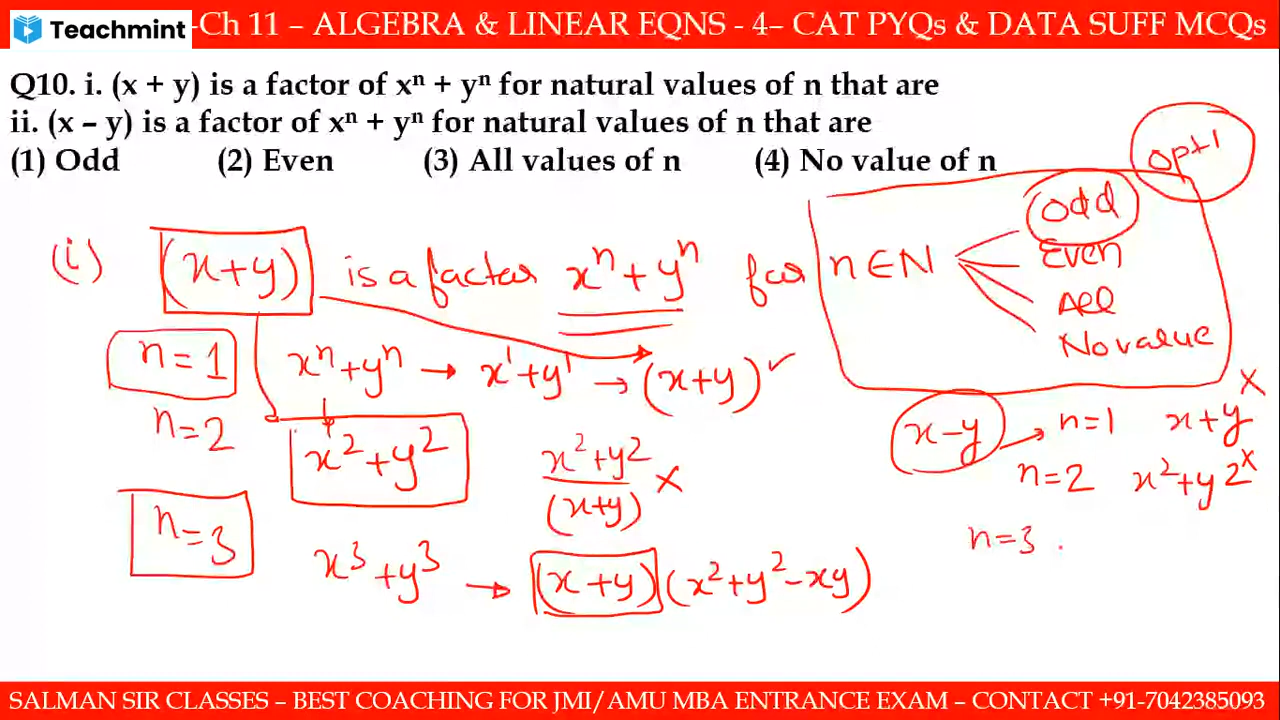 Teachmint -Ch 11 – ALGEBRA & LINEAR EQNS - 4– CAT PYQs & DATA SUFF MCQs
Q10. i. (x + y) is a factor of xⁿ + yⁿ for natural values of n that are
ii. (x – y) is a factor of xⁿ + yⁿ for natural values of n that are
(1) Odd (2) Even (3) All values of n (4) No value of n
opt1
(i) (x+y) is a factor xⁿ + yⁿ for n∈N
Odd
Even
All
No value
n=1 xⁿ+yⁿ → x¹+y¹ → (x+y) ✓
n=2 x²+y² x²+y²/(x+y) ×
n=3 x³+y³ → (x+y)(x²+y²-xy)
x-y → n=1 x+y ×
n=2 x²+y2 ×
n=3
SALMAN SIR CLASSES – BEST COACHING FOR JMI/AMU MBA ENTRANCE EXAM – CONTACT +91-7042385093